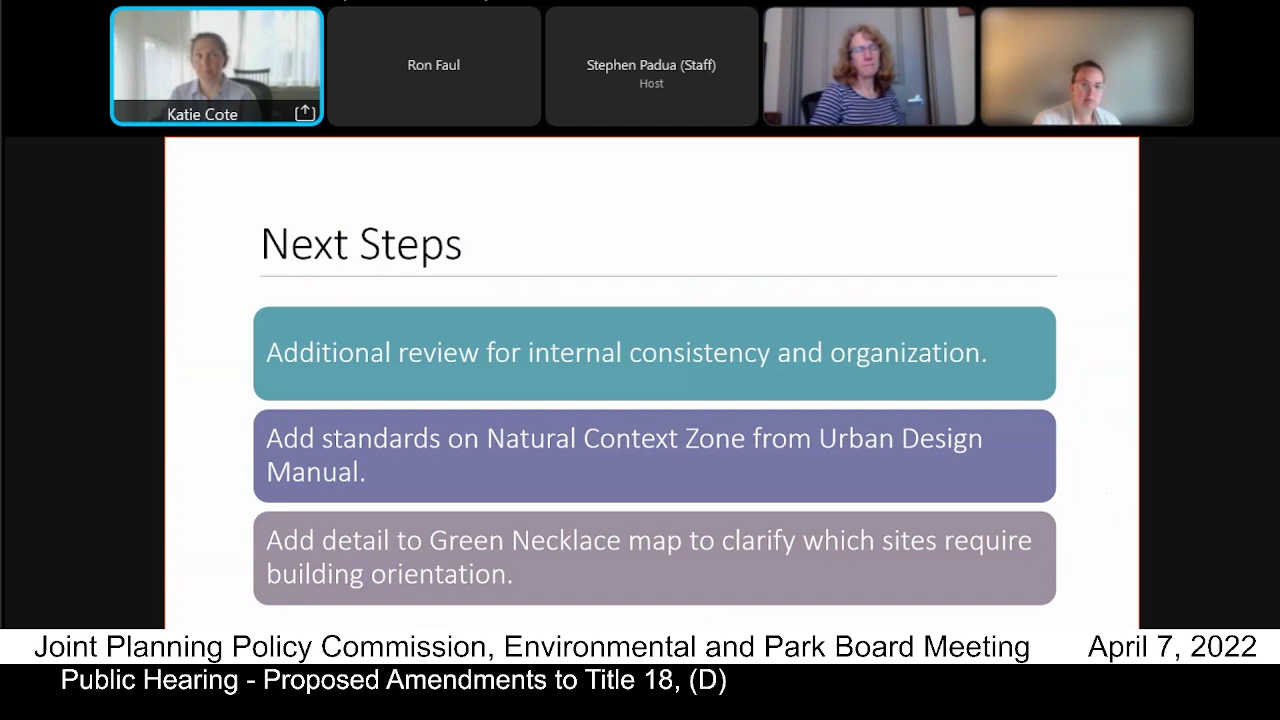 Katie Cote
Ron Faul
Stephen Padua (Staff)
Host
Next Steps
Additional review for internal consistency and organization.
Add standards on Natural Context Zone from Urban Design
Manual.
Add detail to Green Necklace map to clarify which sites require
building orientation.
Joint Planning Policy Commission, Environmental and Park Board Meeting April 7, 2022
Public Hearing - Proposed Amendments to Title 18, (D)